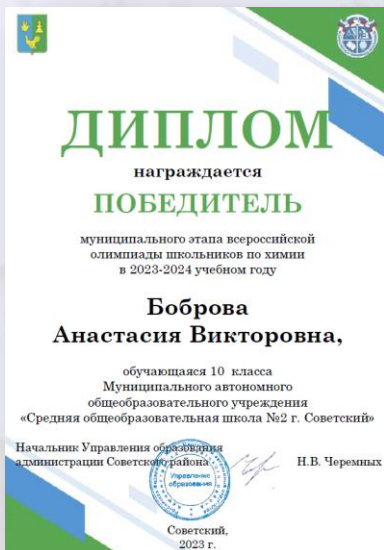 ДИПЛОМ
награждается
ПОБЕДИТЕЛЬ
муниципального этапа всероссийской
олимпиады школьников по химии
в 2023-2024 учебном году
Боброва
Анастасия Викторовна,
обучающаяся 10 класса
Муниципального автономного
общеобразовательного учреждения
«Средняя общеобразовательная школа №2 г. Советский»
Начальник Управления образования
администрации Советского района
Н.В. Черемных
Управление
образования
Советский,
2023 г.